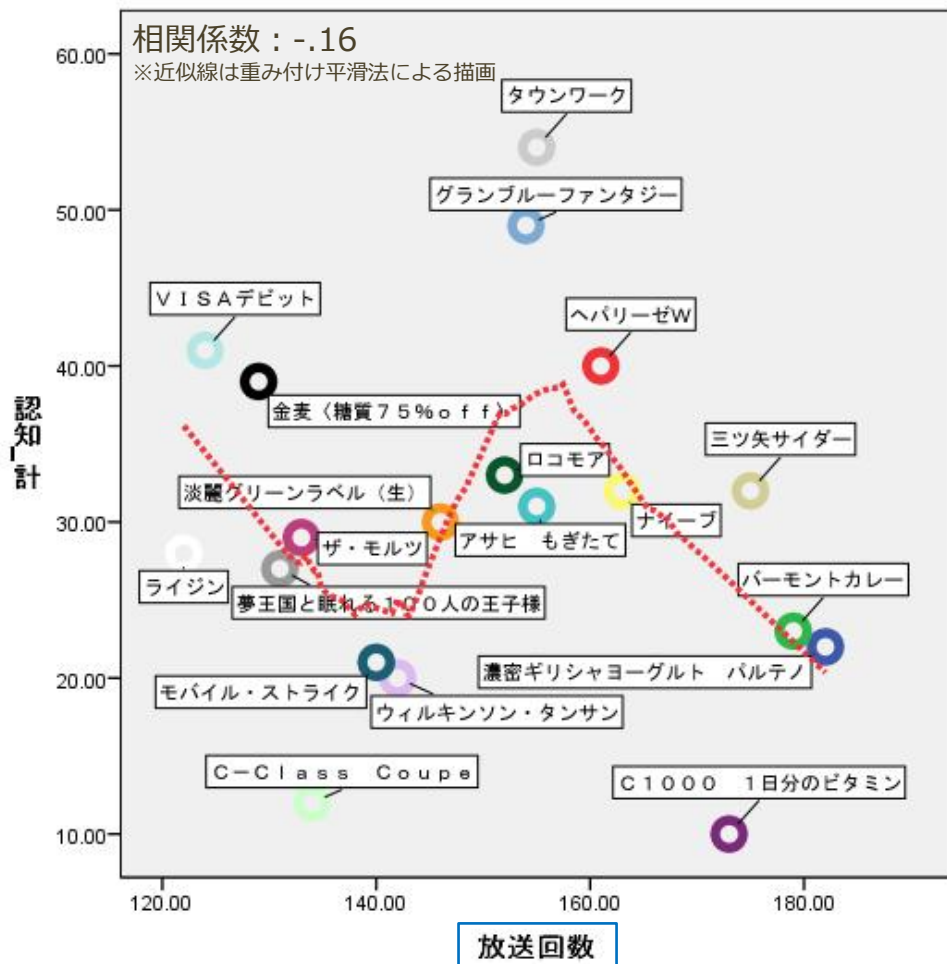 相関係数：-.16
※近似線は重み付け平滑法による描画
60.00
タウンワーク
グランブルーファンタジー
50.00
ＶＩＳＡデビット
ヘパリーゼW
40.00
金麦（糖質７５％ｏｆｆ）
認知_計
三ツ矢サイダー
ロコモア
淡麗グリーンラベル（生）
30.00
ナイーブ
アサヒ　もぎたて
ザ・モルツ
ライジン
バーモントカレー
夢王国と眠れる１００人の王子様
20.00
濃密ギリシャヨーグルト　パルテノ
モバイル・ストライク
ウィルキンソン・タンサン
Ｃ－Ｃｌａｓｓ　Ｃｏｕｐｅ
Ｃ１０００　１日分のビタミン
10.00
120.00 140.00 160.00 180.00
放送回数